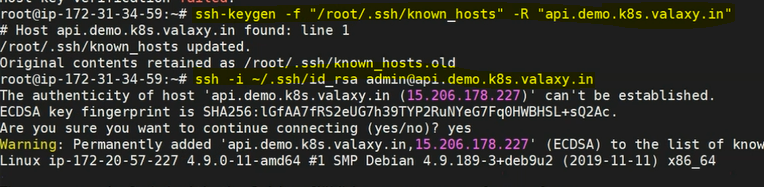 Host key verification failed.
root@ip-172-31-34-59:~# ssh-keygen -f "/root/.ssh/known_hosts" -R "api.demo.k8s.valaxy.in"
# Host api.demo.k8s.valaxy.in found: line 1
/root/.ssh/known_hosts updated.
Original contents retained as /root/.ssh/known_hosts.old
root@ip-172-31-34-59:~# ssh -i ~/.ssh/id_rsa admin@api.demo.k8s.valaxy.in
The authenticity of host 'api.demo.k8s.valaxy.in (15.206.178.227)' can't be established.
ECDSA key fingerprint is SHA256:lGfAA7fRS2eUG7h39TYP2RuNYeG7Fq0HWBHSL+sQ2Ac.
Are you sure you want to continue connecting (yes/no)? yes
Warning: Permanently added 'api.demo.k8s.valaxy.in,15.206.178.227' (ECDSA) to the list of know
Linux ip-172-20-57-227 4.9.0-11-amd64 #1 SMP Debian 4.9.189-3+deb9u2 (2019-11-11) x86_64